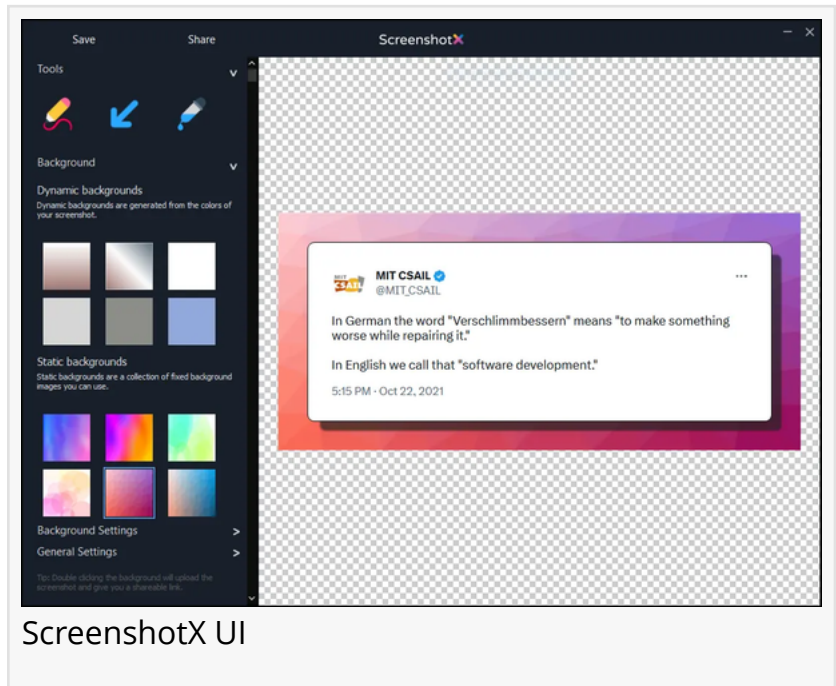 Save Share ScreenshotX
Tools
Background
Dynamic backgrounds
Dynamic backgrounds are generated from the colors of
your screenshot.
Static backgrounds
Static backgrounds are a collection of fixed background
images you can use.
Background Settings
General Settings
Tip: Double clicking the background will upload the
screenshot and give you a shareable link.
MIT
CSAIL
MIT CSAIL
@MIT_CSAIL
In German the word "Verschlimmbessern" means "to make something
worse while repairing it."
In English we call that "software development."
5:15 PM · Oct 22, 2021
ScreenshotX UI